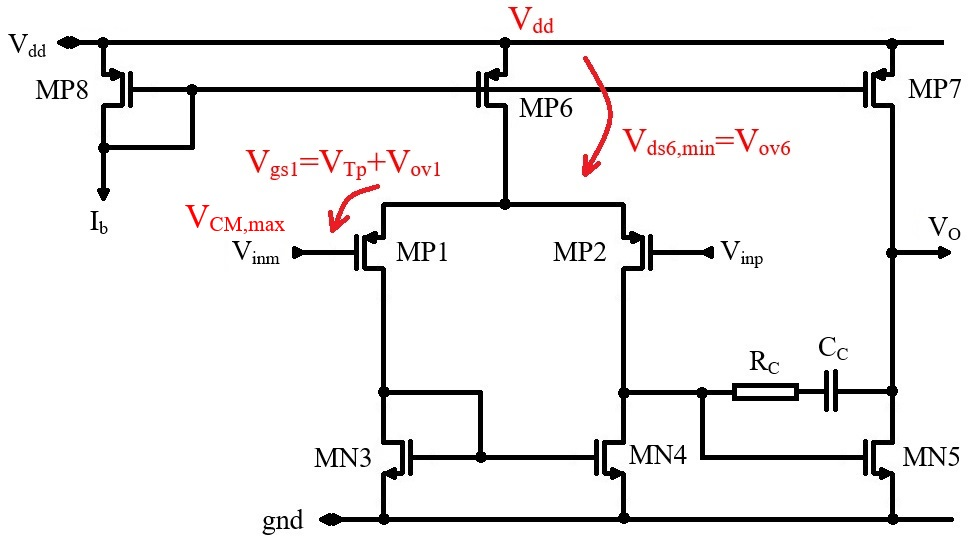 Vdd
Vdd
MP8
MP6
MP7
Vds6,min=Vov6
Vgs1=VTp+Vov1
VCM,max
Ib
Vinm
MP1
MP2
Vinp
VO
RC
CC
MN3
MN4
MN5
gnd